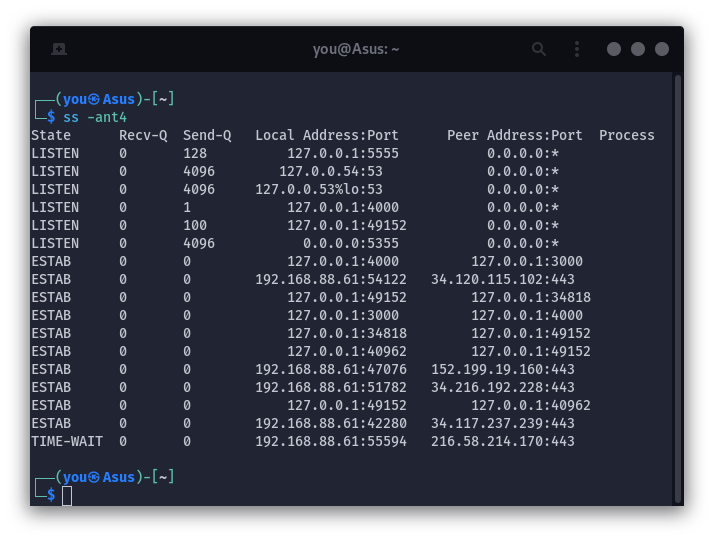 you@Asus: ~
┌──(you㉿Asus)-[~]
└─$ ss -ant4
State Recv-Q Send-Q Local Address:Port Peer Address:Port Process
LISTEN 0 128 127.0.0.1:5555 0.0.0.0:*
LISTEN 0 4096 127.0.0.54:53 0.0.0.0:*
LISTEN 0 4096 127.0.0.53%lo:53 0.0.0.0:*
LISTEN 0 1 127.0.0.1:4000 0.0.0.0:*
LISTEN 0 100 127.0.0.1:49152 0.0.0.0:*
LISTEN 0 4096 0.0.0.0:5355 0.0.0.0:*
ESTAB 0 0 127.0.0.1:4000 127.0.0.1:3000
ESTAB 0 0 192.168.88.61:54122 34.120.115.102:443
ESTAB 0 0 127.0.0.1:49152 127.0.0.1:34818
ESTAB 0 0 127.0.0.1:3000 127.0.0.1:4000
ESTAB 0 0 127.0.0.1:34818 127.0.0.1:49152
ESTAB 0 0 127.0.0.1:40962 127.0.0.1:49152
ESTAB 0 0 192.168.88.61:47076 152.199.19.160:443
ESTAB 0 0 192.168.88.61:51782 34.216.192.228:443
ESTAB 0 0 127.0.0.1:49152 127.0.0.1:40962
ESTAB 0 0 192.168.88.61:42280 34.117.237.239:443
TIME-WAIT 0 0 192.168.88.61:55594 216.58.214.170:443
┌──(you㉿Asus)-[~]
└─$